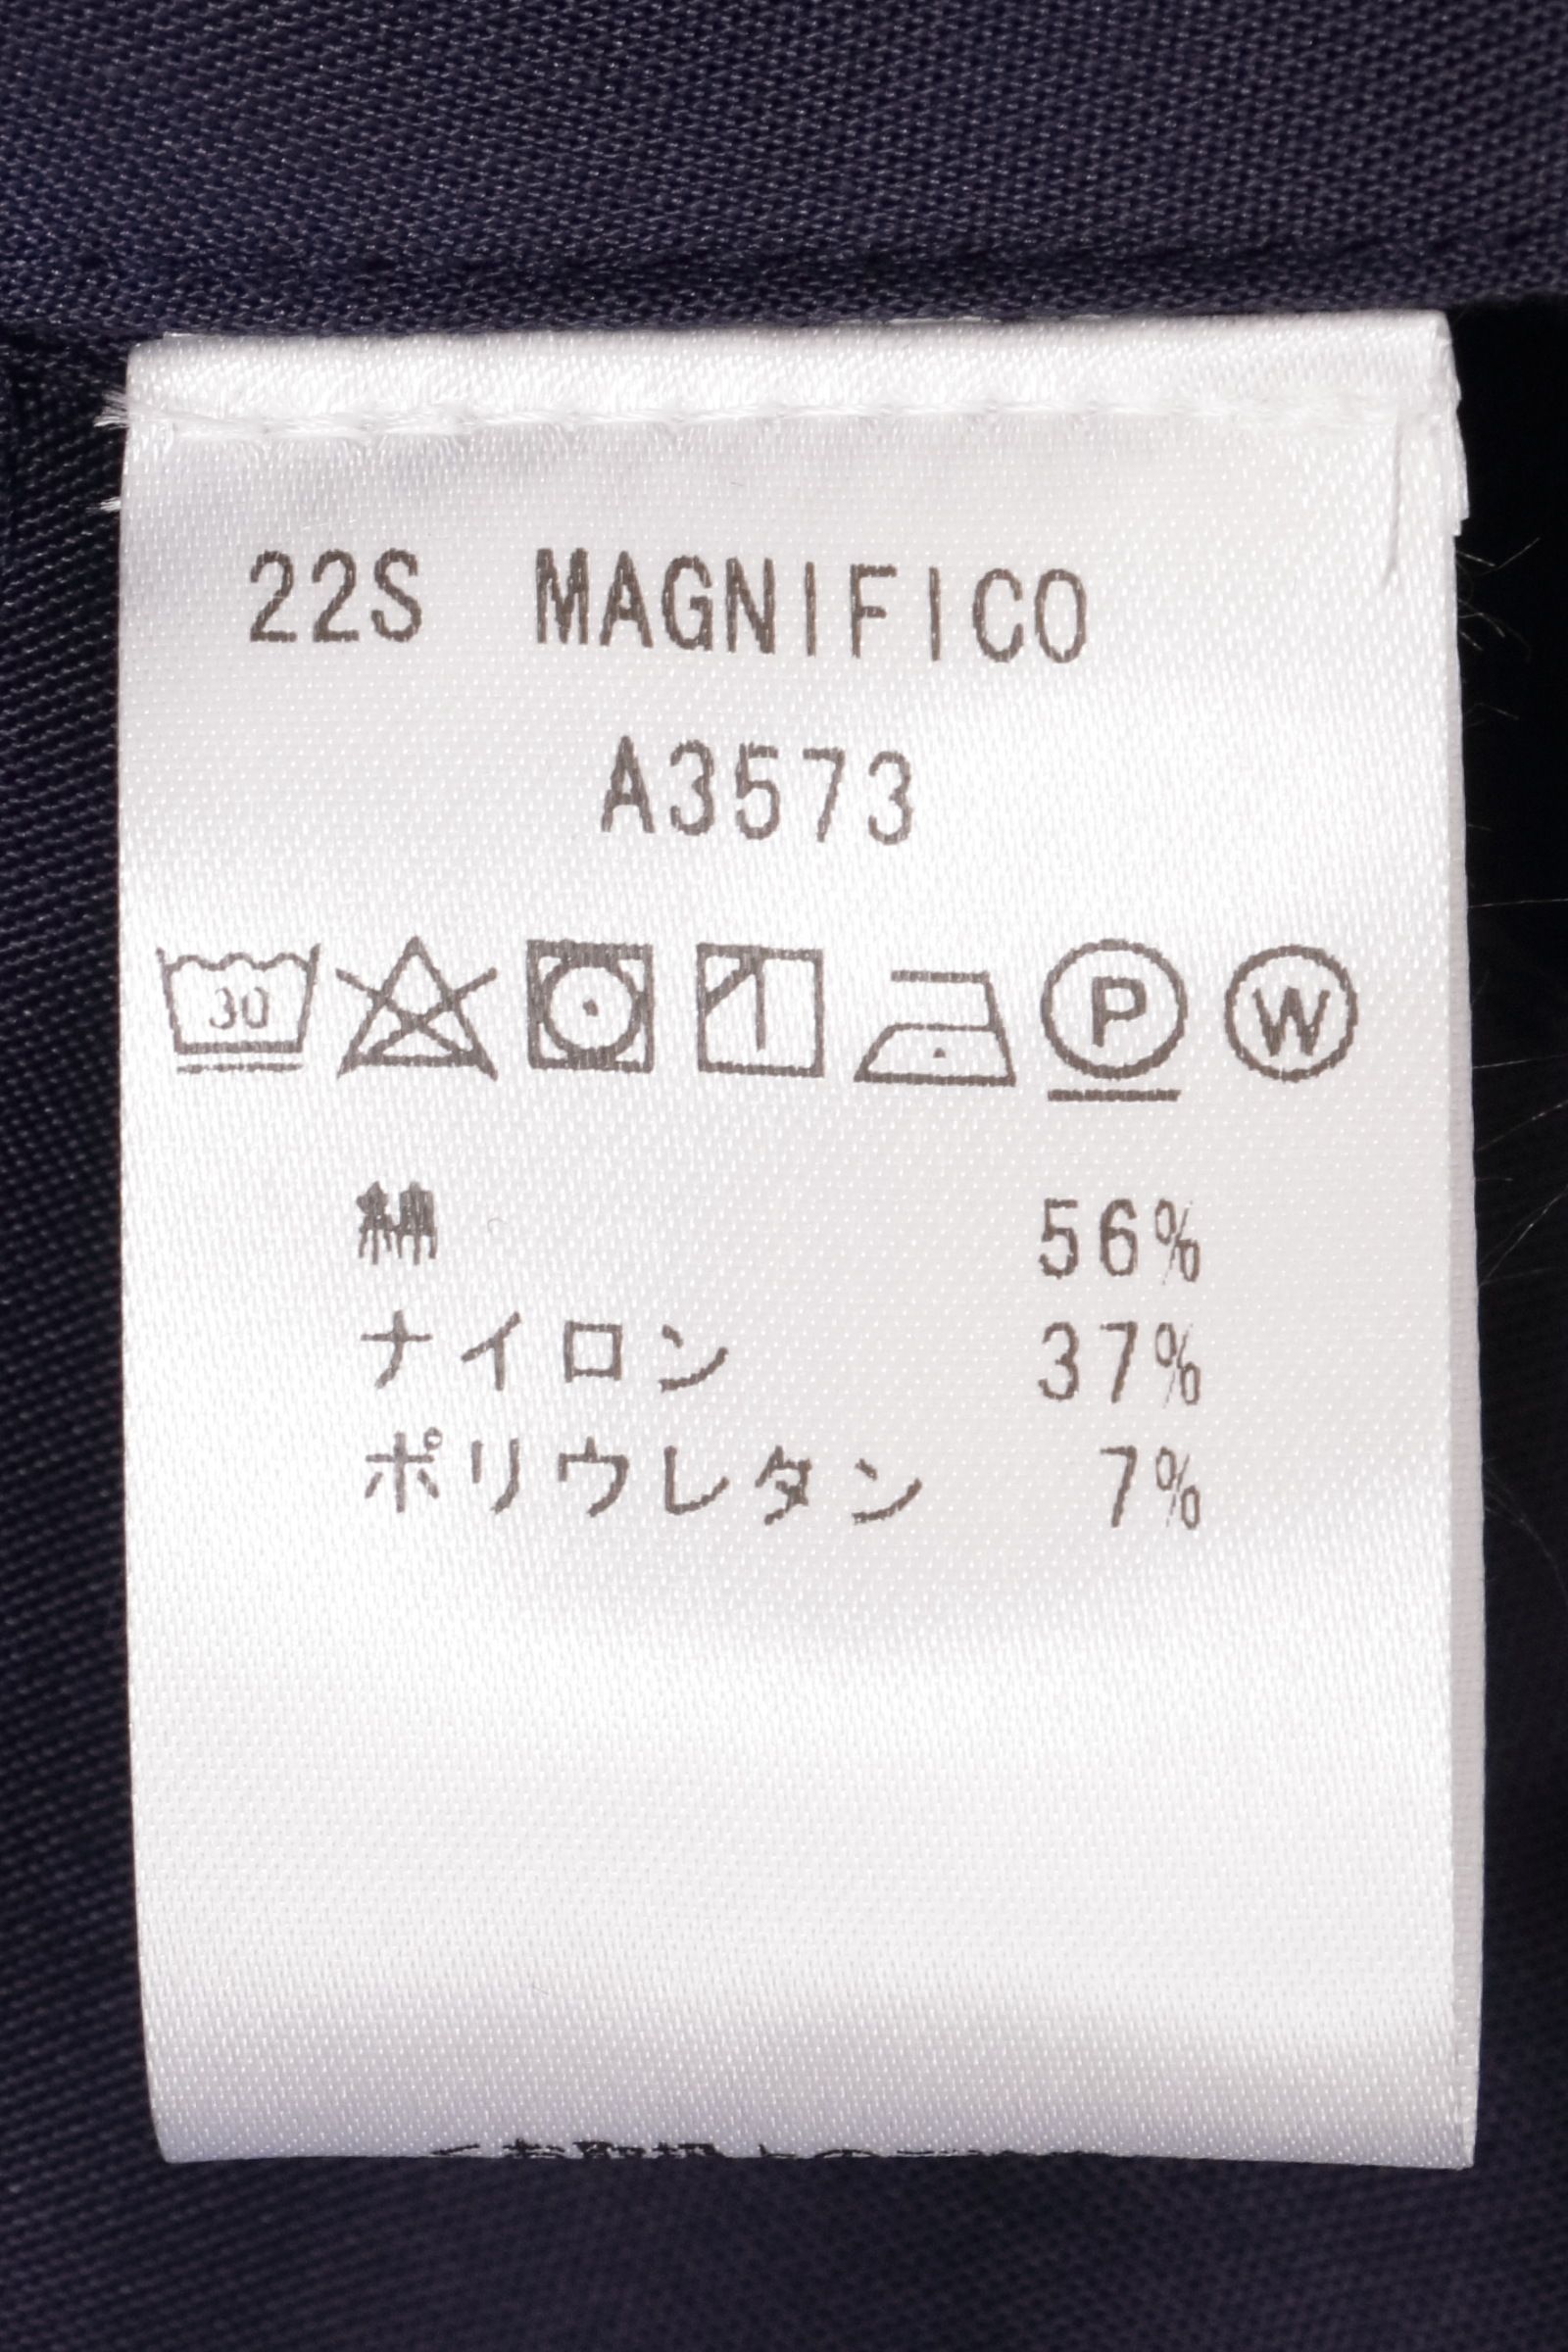 22S MAGNIFICO
A3573
30 P W
綿 56%
ナイロン 37%
ポリウレタン 7%